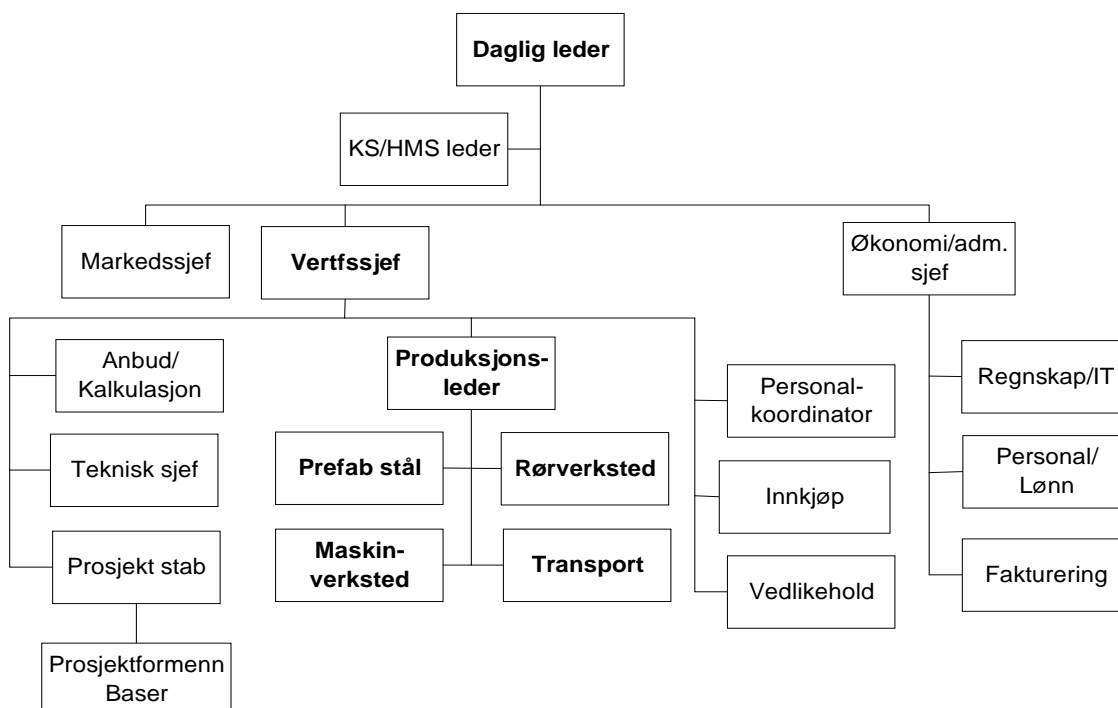 Daglig leder
KS/HMS leder
Markedssjef
Vertfssjef
Økonomi/adm.
sjef
Anbud/
Kalkulasjon
Produksjons-
leder
Personal-
koordinator
Regnskap/IT
Teknisk sjef
Prefab stål
Rørverksted
Innkjøp
Personal/
Lønn
Prosjekt stab
Maskin-
verksted
Transport
Vedlikehold
Fakturering
Prosjektformenn
Baser